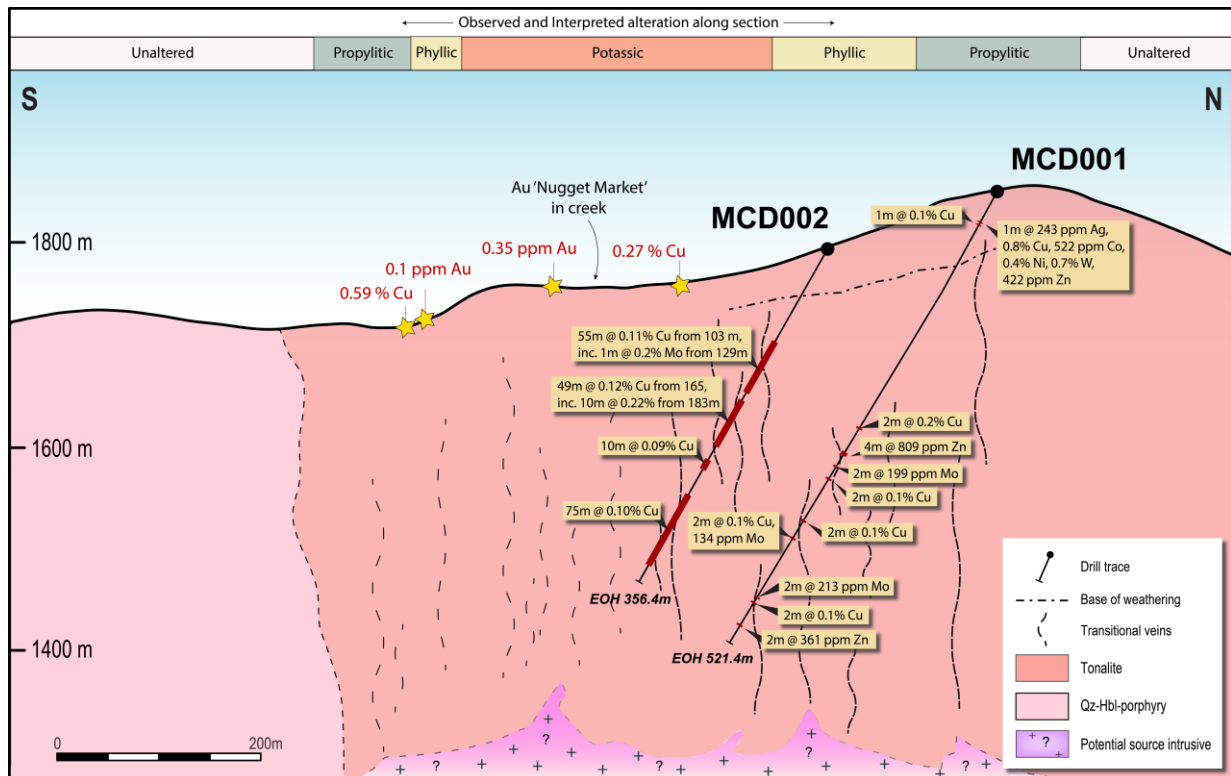 Observed and Interpreted alteration along section
Unaltered
Propylitic
Phyllic
Potassic
Phyllic
Propylitic
Unaltered
S
N
MCD001
MCD002
Au 'Nugget Market'
in creek
1800 m
1600 m
1400 m
0.59 % Cu
0.1 ppm Au
0.35 ppm Au
0.27 % Cu
1m @ 0.1% Cu
1m @ 243 ppm Ag,
0.8% Cu, 522 ppm Co,
0.4% Ni, 0.7% W,
422 ppm Zn
55m @ 0.11% Cu from 103 m,
inc. 1m @ 0.2% Mo from 129m
49m @ 0.12% Cu from 165,
inc. 10m @ 0.22% from 183m
10m @ 0.09% Cu
75m @ 0.10% Cu
EOH 356.4m
2m @ 0.2% Cu
4m @ 809 ppm Zn
2m @ 199 ppm Mo
2m @ 0.1% Cu
2m @ 0.1% Cu
2m @ 0.1% Cu,
134 ppm Mo
2m @ 213 ppm Mo
2m @ 0.1% Cu
2m @ 361 ppm Zn
EOH 521.4m
Drill trace
Base of weathering
Transitional veins
Tonalite
Qz-Hbl-porphyry
+ ? +
Potential source intrusive
0
200m
? ? ? ? ?